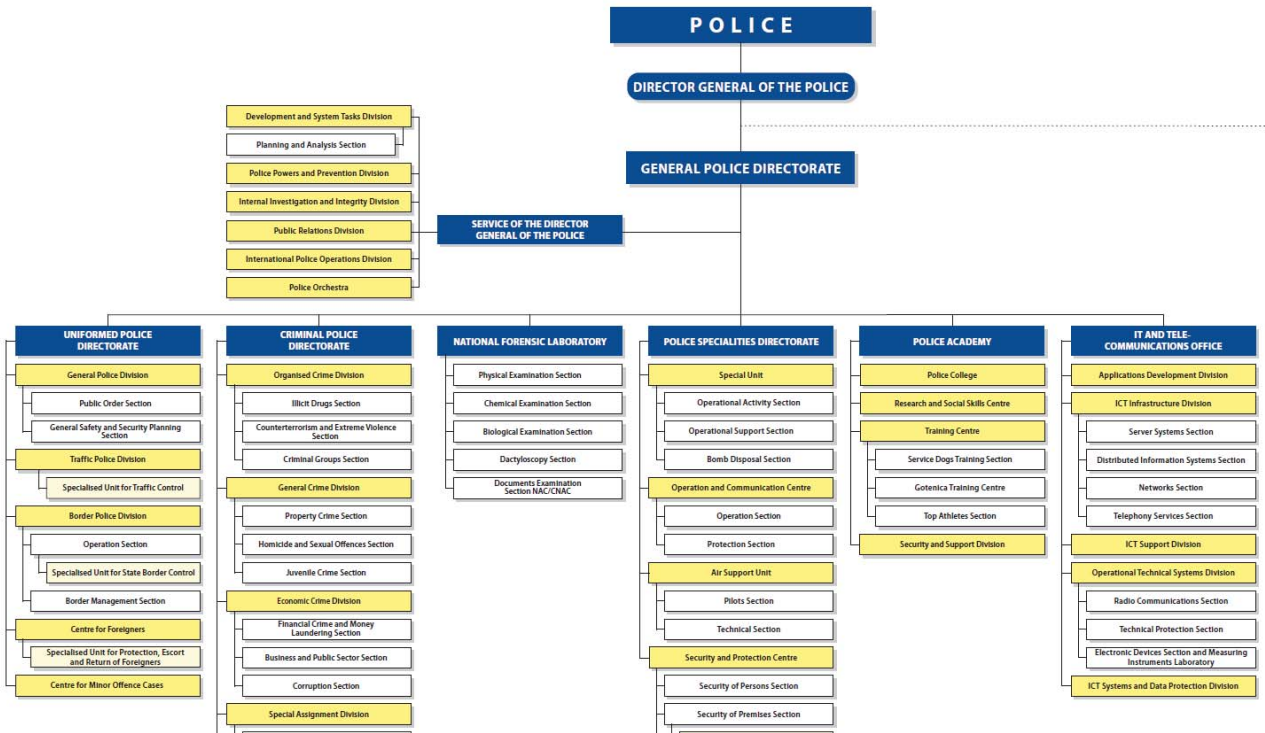 POLICE
DIRECTOR GENERAL OF THE POLICE
GENERAL POLICE DIRECTORATE
SERVICE OF THE DIRECTOR
GENERAL OF THE POLICE
Development and System Tasks Division
Planning and Analysis Section
Police Powers and Prevention Division
Internal Investigation and Integrity Division
Public Relations Division
International Police Operations Division
Police Orchestra
UNIFORMED POLICE
DIRECTORATE
General Police Division
Public Order Section
General Safety and Security Planning
Section
Traffic Police Division
Specialised Unit for Traffic Control
Border Police Division
Operation Section
Specialised Unit for State Border Control
Border Management Section
Centre for Foreigners
Specialised Unit for Protection, Escort
and Return of Foreigners
Centre for Minor Offence Cases
CRIMINAL POLICE
DIRECTORATE
Organised Crime Division
Illicit Drugs Section
Counterterrorism and Extreme Violence
Section
Criminal Groups Section
General Crime Division
Property Crime Section
Homicide and Sexual Offences Section
Juvenile Crime Section
Economic Crime Division
Financial Crime and Money
Laundering Section
Business and Public Sector Section
Corruption Section
Special Assignment Division
NATIONAL FORENSIC LABORATORY
Physical Examination Section
Chemical Examination Section
Biological Examination Section
Dactyloscopy Section
Documents Examination
Section NAC/CNAC
POLICE SPECIALITIES DIRECTORATE
Special Unit
Operational Activity Section
Operational Support Section
Bomb Disposal Section
Operation and Communication Centre
Operation Section
Protection Section
Air Support Unit
Pilots Section
Technical Section
Security and Protection Centre
Security of Persons Section
Security of Premises Section
POLICE ACADEMY
Police College
Research and Social Skills Centre
Training Centre
Service Dogs Training Section
Gotenica Training Centre
Top Athletes Section
Security and Support Division
IT AND TELE-
COMMUNICATIONS OFFICE
Applications Development Division
ICT Infrastructure Division
Server Systems Section
Distributed Information Systems Section
Networks Section
Telephony Services Section
ICT Support Division
Operational Technical Systems Division
Radio Communications Section
Technical Protection Section
Electronic Devices Section and Measuring
Instruments Laboratory
ICT Systems and Data Protection Division